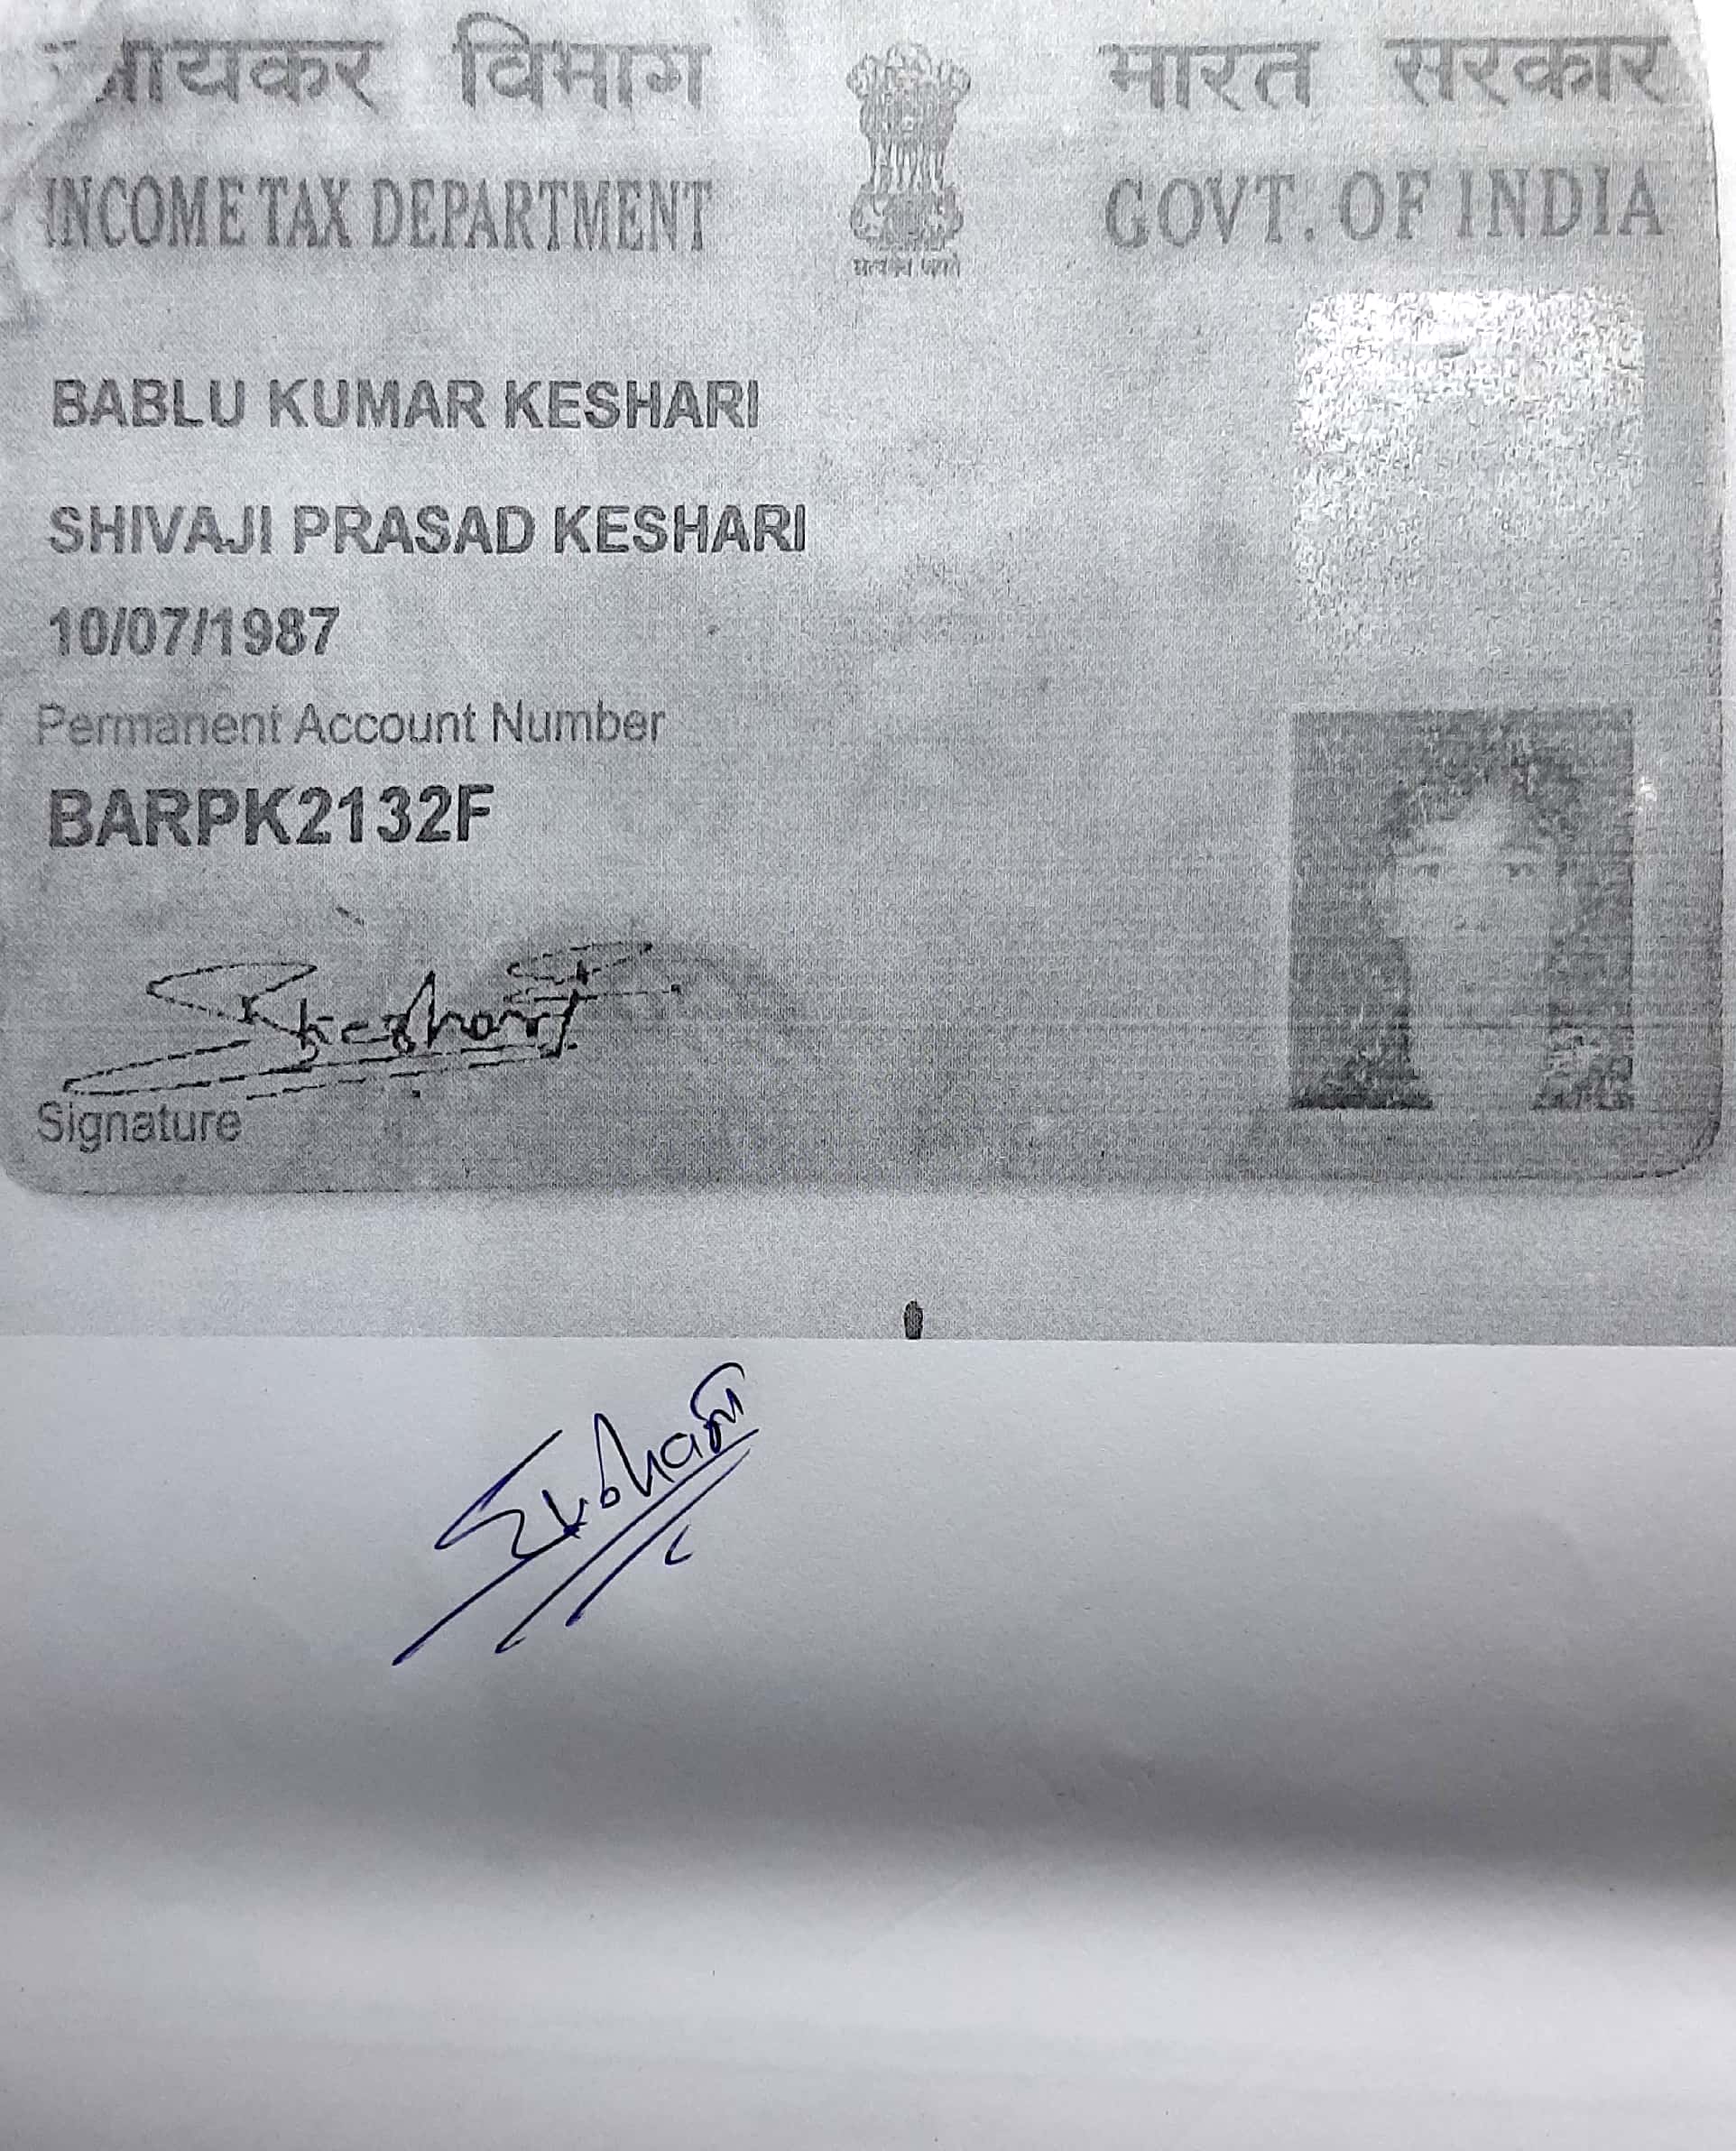 आयकर विभाग
INCOME TAX DEPARTMENT
भारत सरकार
GOVT. OF INDIA
सत्यमेव जयते
BABLU KUMAR KESHARI
SHIVAJI PRASAD KESHARI
10/07/1987
Permanent Account Number
BARPK2132F
Skeshari
Signature